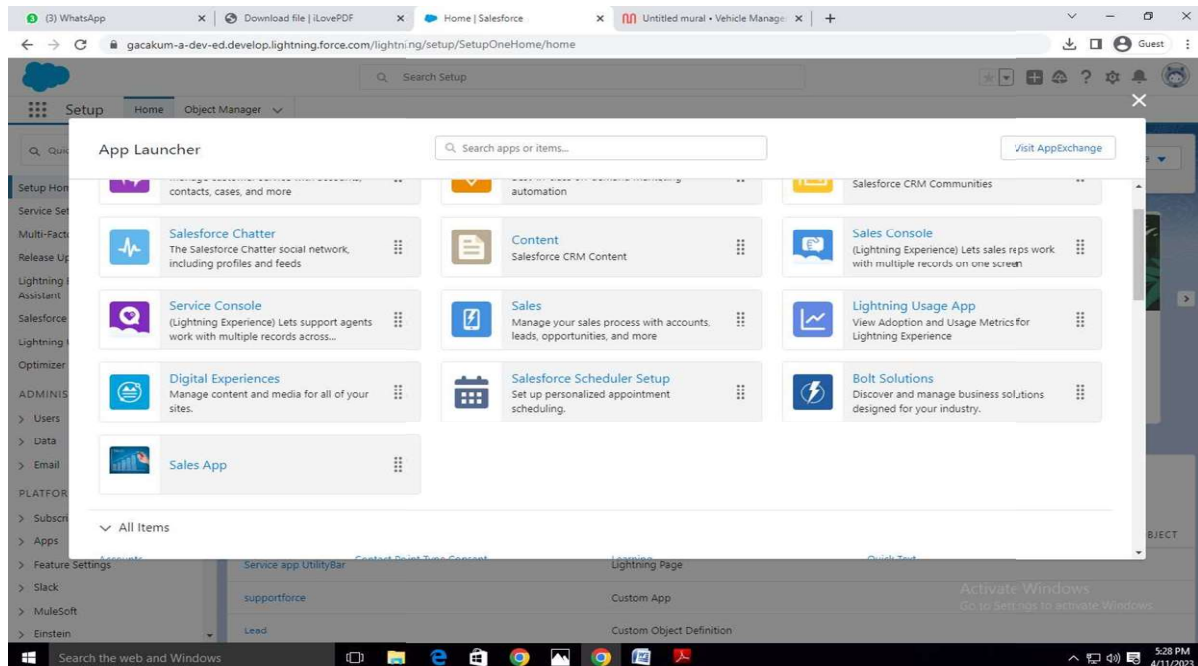 (3) WhatsApp
Download file | iLovePDF
Home | Salesforce
Untitled mural • Vehicle Manage
gacakum-a-dev-ed.develop.lightning.force.com/lightning/setup/SetupOneHome/home
Guest
Search Setup
Setup
Home
Object Manager
App Launcher
Search apps or items...
Visit AppExchange
contacts, cases, and more
automation
Salesforce CRM Communities
Salesforce Chatter
The Salesforce Chatter social network,
including profiles and feeds
Content
Salesforce CRM Content
Sales Console
(Lightning Experience) Lets sales reps work
with multiple records on one screen
Service Console
(Lightning Experience) Lets support agents
work with multiple records across...
Sales
Manage your sales process with accounts,
leads, opportunities, and more
Lightning Usage App
View Adoption and Usage Metrics for
Lightning Experience
Digital Experiences
Manage content and media for all of your
sites.
Salesforce Scheduler Setup
Set up personalized appointment
scheduling.
Bolt Solutions
Discover and manage business solutions
designed for your industry.
Sales App
All Items
Quic
Setup Hom
Service Set
Multi-Facto
Release Up
Lightning E
Assistant
Salesforce
Lightning
Optimizer
ADMINIS
Users
Data
Email
PLATFOR
Subscri
Apps
Feature Settings
Slack
MuleSoft
Einstein
BJECT
Service app UtilityBar
Lightning Page
supportforce
Custom App
Lead
Custom Object Definition
Activate Windows
Go to Settings to activate Windows.
Search the web and Windows
5:28 PM
4/11/2023